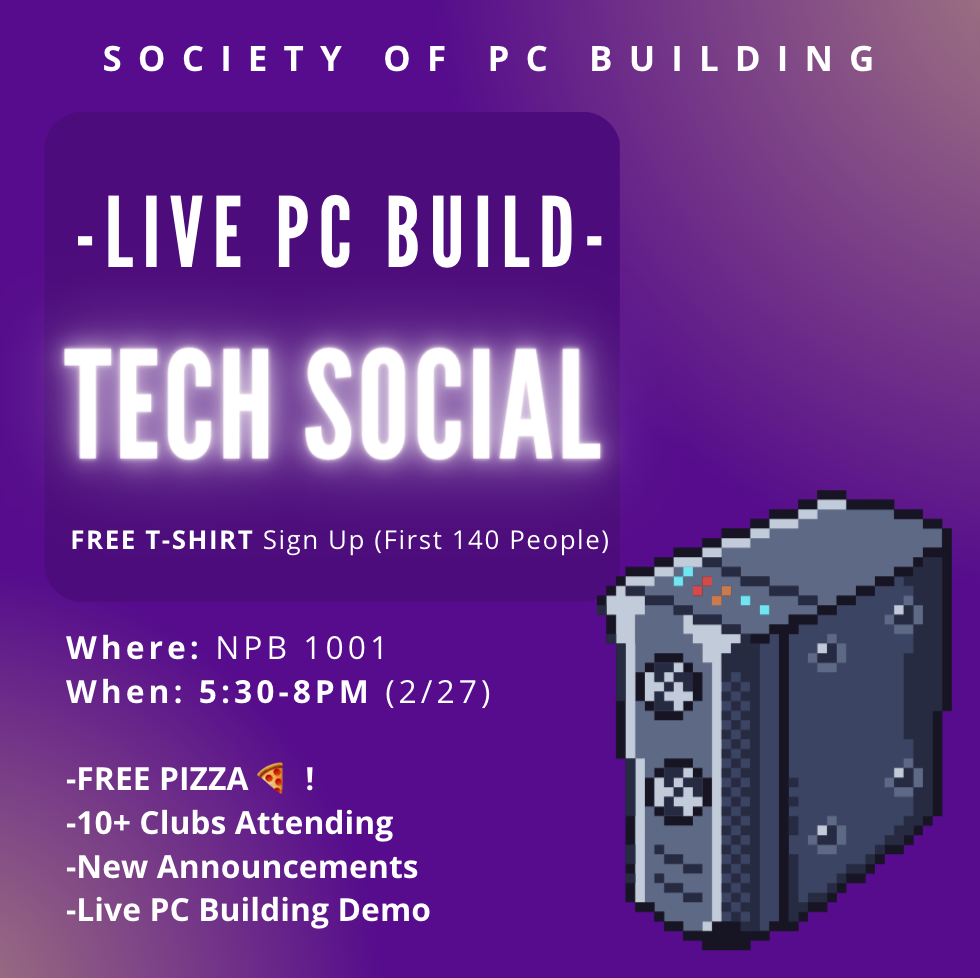 SOCIETY OF PC BUILDING
-LIVE PC BUILD-
TECH SOCIAL
FREE T-SHIRT Sign Up (First 140 People)
Where: NPB 1001
When: 5:30-8PM (2/27)
-FREE PIZZA🍕 !
-10+ Clubs Attending
-New Announcements
-Live PC Building Demo